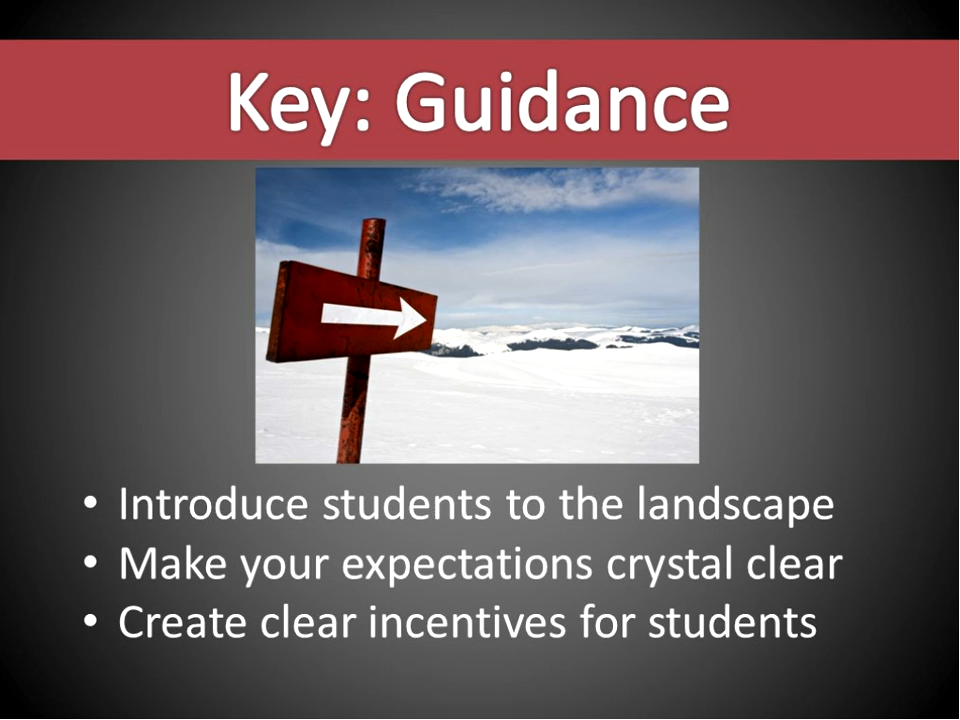 Key: Guidance
• Introduce students to the landscape
• Make your expectations crystal clear
• Create clear incentives for students